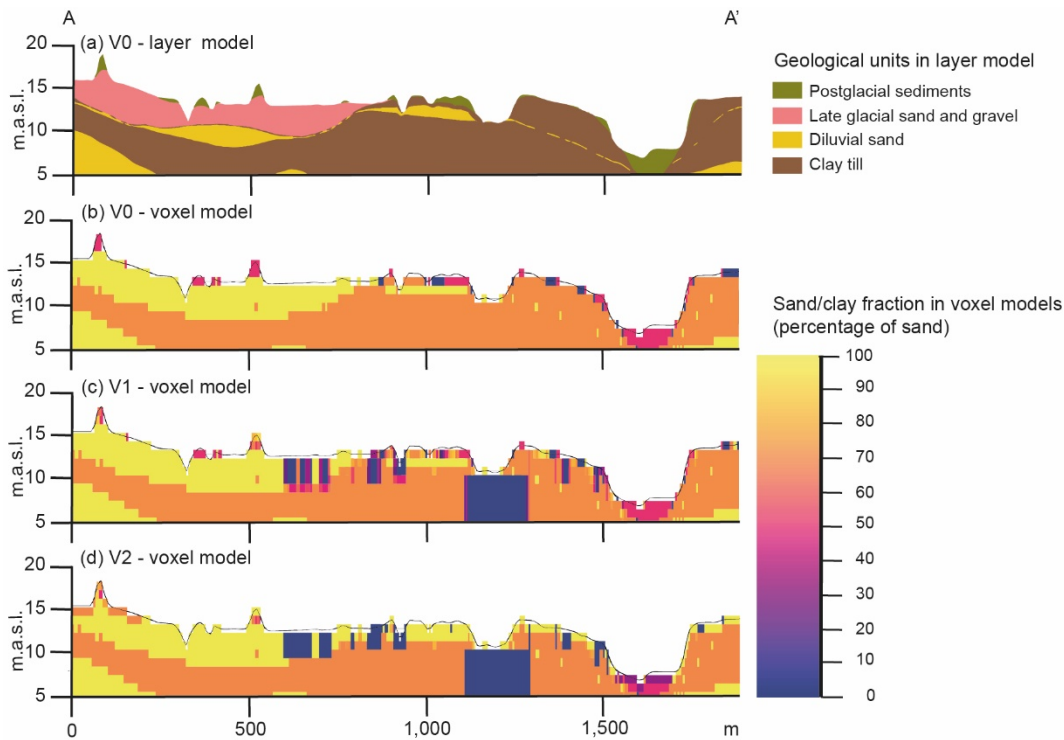 A
A'
(a) V0 - layer model
20
15
10
5
m.a.s.l.
Geological units in layer model
Postglacial sediments
Late glacial sand and gravel
Diluvial sand
Clay till
(b) V0 - voxel model
20
15
10
5
m.a.s.l.
(c) V1 - voxel model
20
15
10
5
m.a.s.l.
(d) V2 - voxel model
20
15
10
5
m.a.s.l.
0
500
1,000
1,500
m
Sand/clay fraction in voxel models
(percentage of sand)
100
90
80
70
60
50
40
30
20
10
0